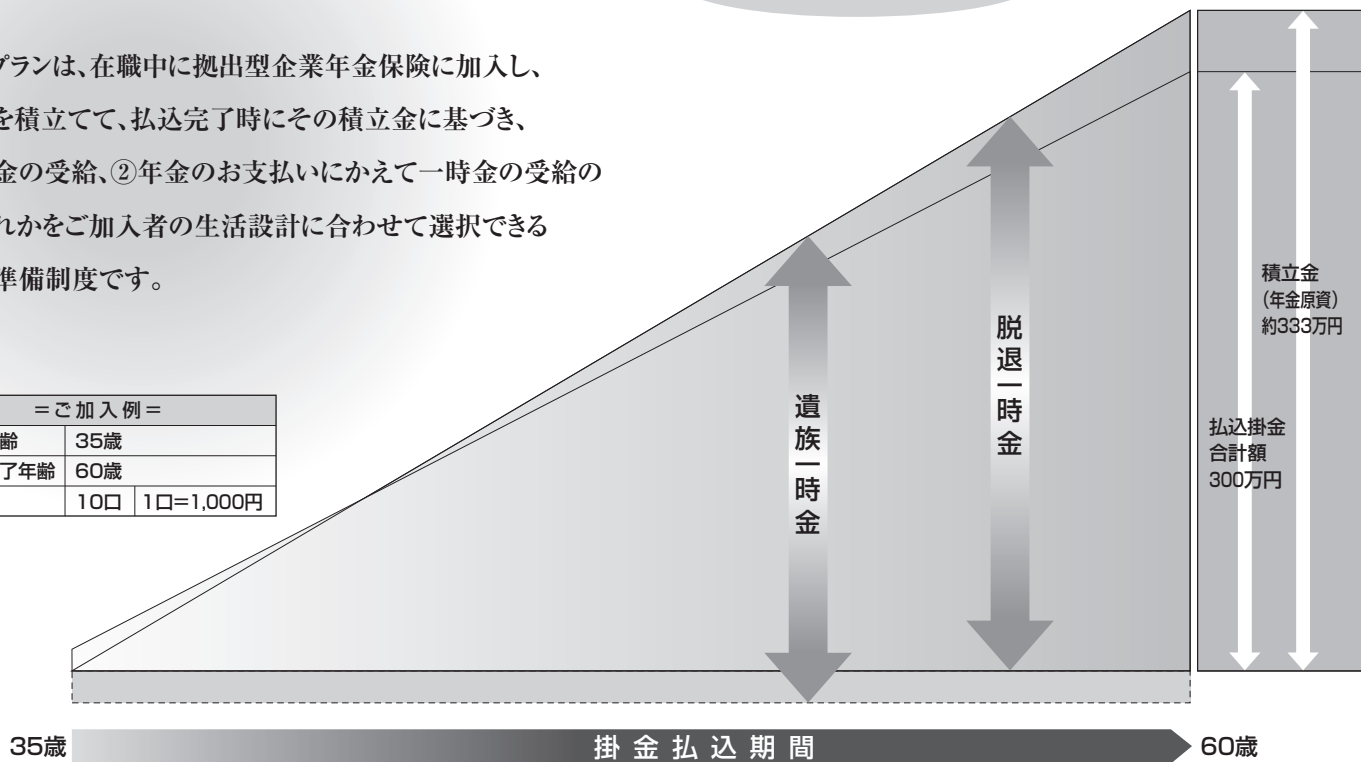 プランは、在職中に拠出型企業年金保険に加入し、
を積立てて、払込完了時にその積立金に基づき、
金の受給、②年金のお支払いにかえて一時金の受給の
れかをご加入者の生活設計に合わせて選択できる
準備制度です。
＝ご加入例＝
齢 35歳
了年齢 60歳
10口 1口=1,000円
遺族一時金
脱退一時金
積立金
（年金原資）
約333万円
払込掛金
合計額
300万円
35歳 掛金払込期間 60歳